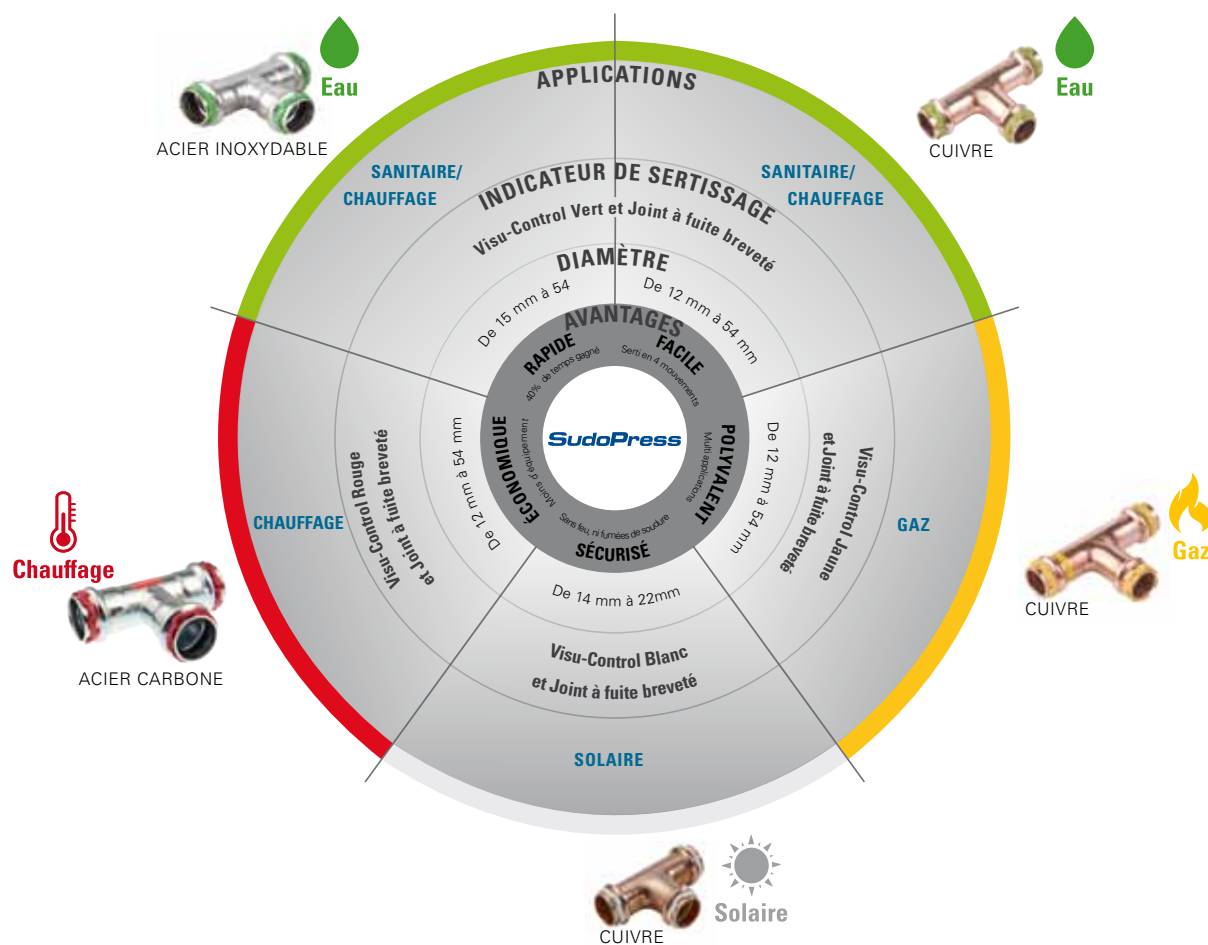 Eau
ACIER INOXYDABLE
Eau
CUIVRE
APPLICATIONS
SANITAIRE/
CHAUFFAGE
SANITAIRE/
CHAUFFAGE
INDICATEUR DE SERTISSAGE
Visu-Control Vert et Joint à fuite breveté
DIAMÈTRE
De 15 mm à 54
De 12 mm à 54 mm
AVANTAGES
RAPIDE
40% de temps gagné
FACILE
Serti en 4 mouvements
SudoPress
ÉCONOMIQUE
Moins d'équipement
POLYVALENT
Multi applications
Sans feu, ni fumées de soudure
SÉCURISÉ
Chauffage
ACIER CARBONE
CHAUFFAGE
Visu-Control Rouge
et Joint à fuite breveté
De 12 mm à 54 mm
De 12 mm à 54 mm
Visu-Control Jaune
et Joint à fuite breveté
GAZ
Gaz
CUIVRE
De 14 mm à 22mm
Visu-Control Blanc
et Joint à fuite breveté
SOLAIRE
Solaire
CUIVRE